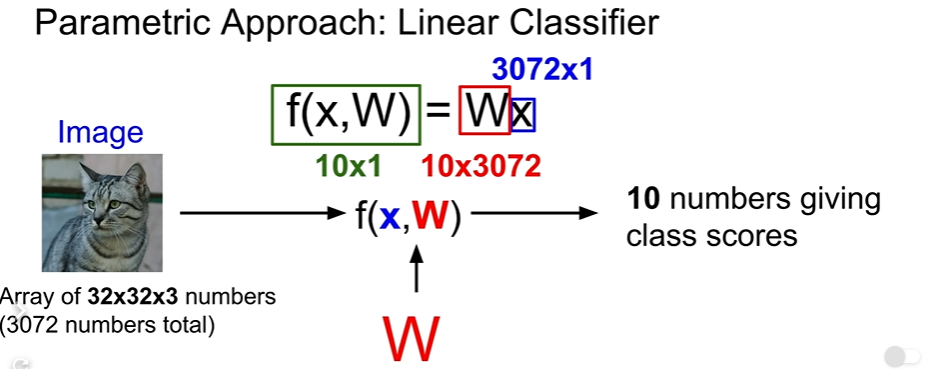 Parametric Approach: Linear Classifier
3072x1
f(x,W) = Wx
Image
10x1 10x3072
f(x,W)
10 numbers giving
class scores
Array of 32x32x3 numbers
(3072 numbers total)
W